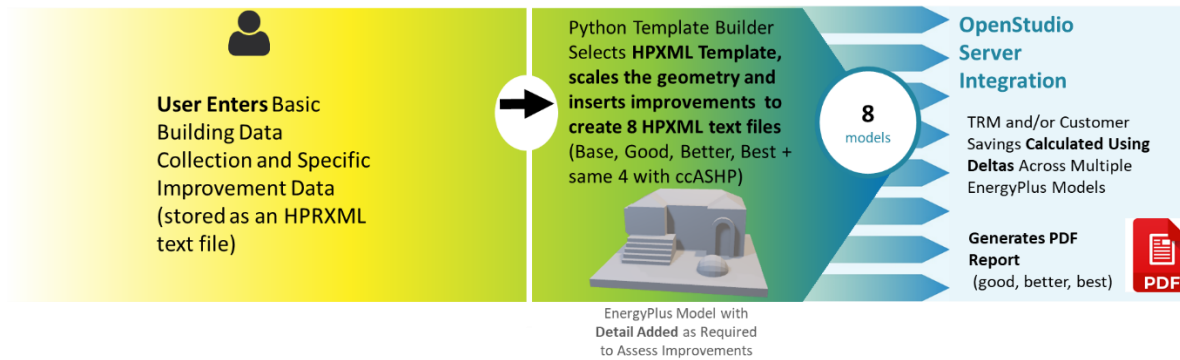 User Enters Basic
Building Data
Collection and Specific
Improvement Data
(stored as an HPRXML
text file)
Python Template Builder
Selects HPXML Template,
scales the geometry and
inserts improvements to
create 8 HPXML text files
(Base, Good, Better, Best +
same 4 with ccASHP)
EnergyPlus Model with
Detail Added as Required
to Assess Improvements
8
models
OpenStudio
Server
Integration
TRM and/or Customer
Savings Calculated Using
Deltas Across Multiple
EnergyPlus Models
Generates PDF
Report
(good, better, best)
PDF